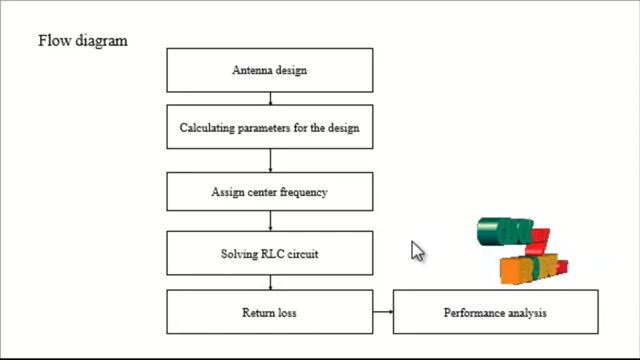 Flow diagram
Antenna design
Calculating parameters for the design
Assign center frequency
Solving RLC circuit
Return loss
Performance analysis